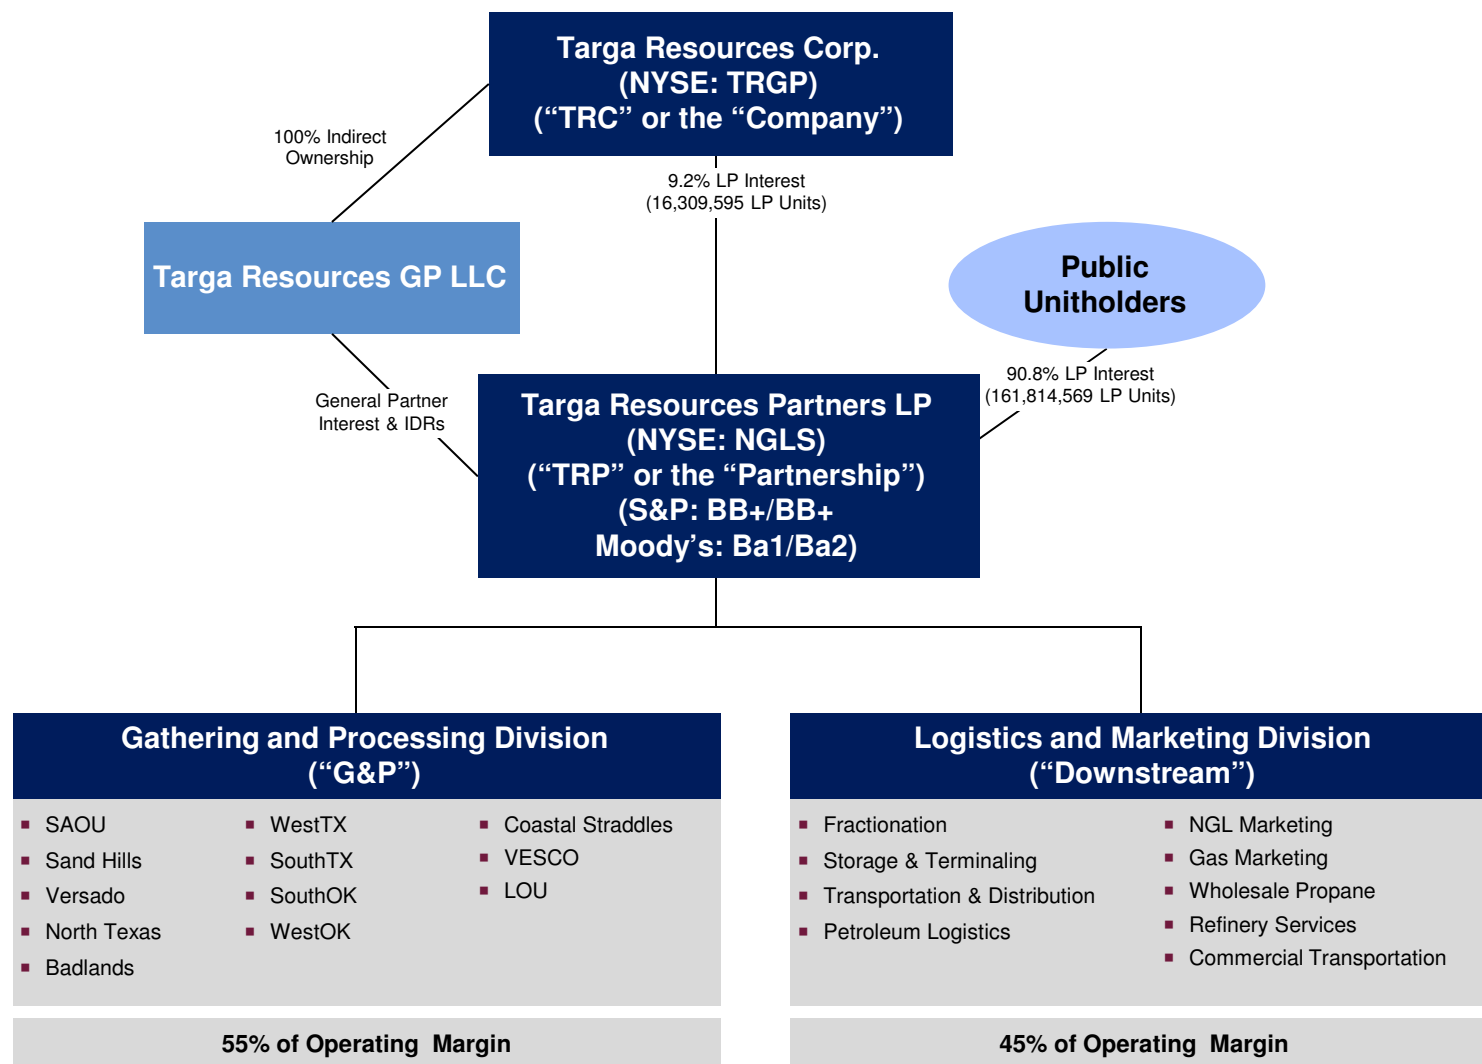 Targa Resources Corp.
(NYSE: TRGP)
(“TRC” or the “Company”)
100% Indirect
Ownership
9.2% LP Interest
(16,309,595 LP Units)
Targa Resources GP LLC
Public
Unitholders
General Partner
Interest & IDRs
90.8% LP Interest
(161,814,569 LP Units)
Targa Resources Partners LP
(NYSE: NGLS)
(“TRP” or the “Partnership”)
(S&P: BB+/BB+
Moody’s: Ba1/Ba2)
Gathering and Processing Division
(“G&P”)
▪ SAOU
▪ Sand Hills
▪ Versado
▪ North Texas
▪ Badlands
▪ WestTX
▪ SouthTX
▪ SouthOK
▪ WestOK
▪ Coastal Straddles
▪ VESCO
▪ LOU
55% of Operating Margin
Logistics and Marketing Division
(“Downstream”)
▪ Fractionation
▪ Storage & Terminaling
▪ Transportation & Distribution
▪ Petroleum Logistics
▪ NGL Marketing
▪ Gas Marketing
▪ Wholesale Propane
▪ Refinery Services
▪ Commercial Transportation
45% of Operating Margin